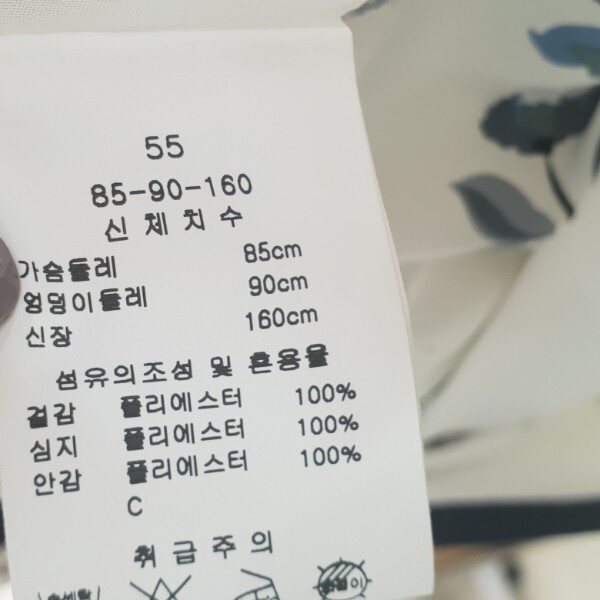 55
85-90-160
신체치수
가슴둘레 85cm
엉덩이둘레 90cm
신장 160cm
섬유의조성 및 혼용율
겉감 폴리에스터 100%
심지 폴리에스터 100%
안감 폴리에스터 100%
C
취급주의